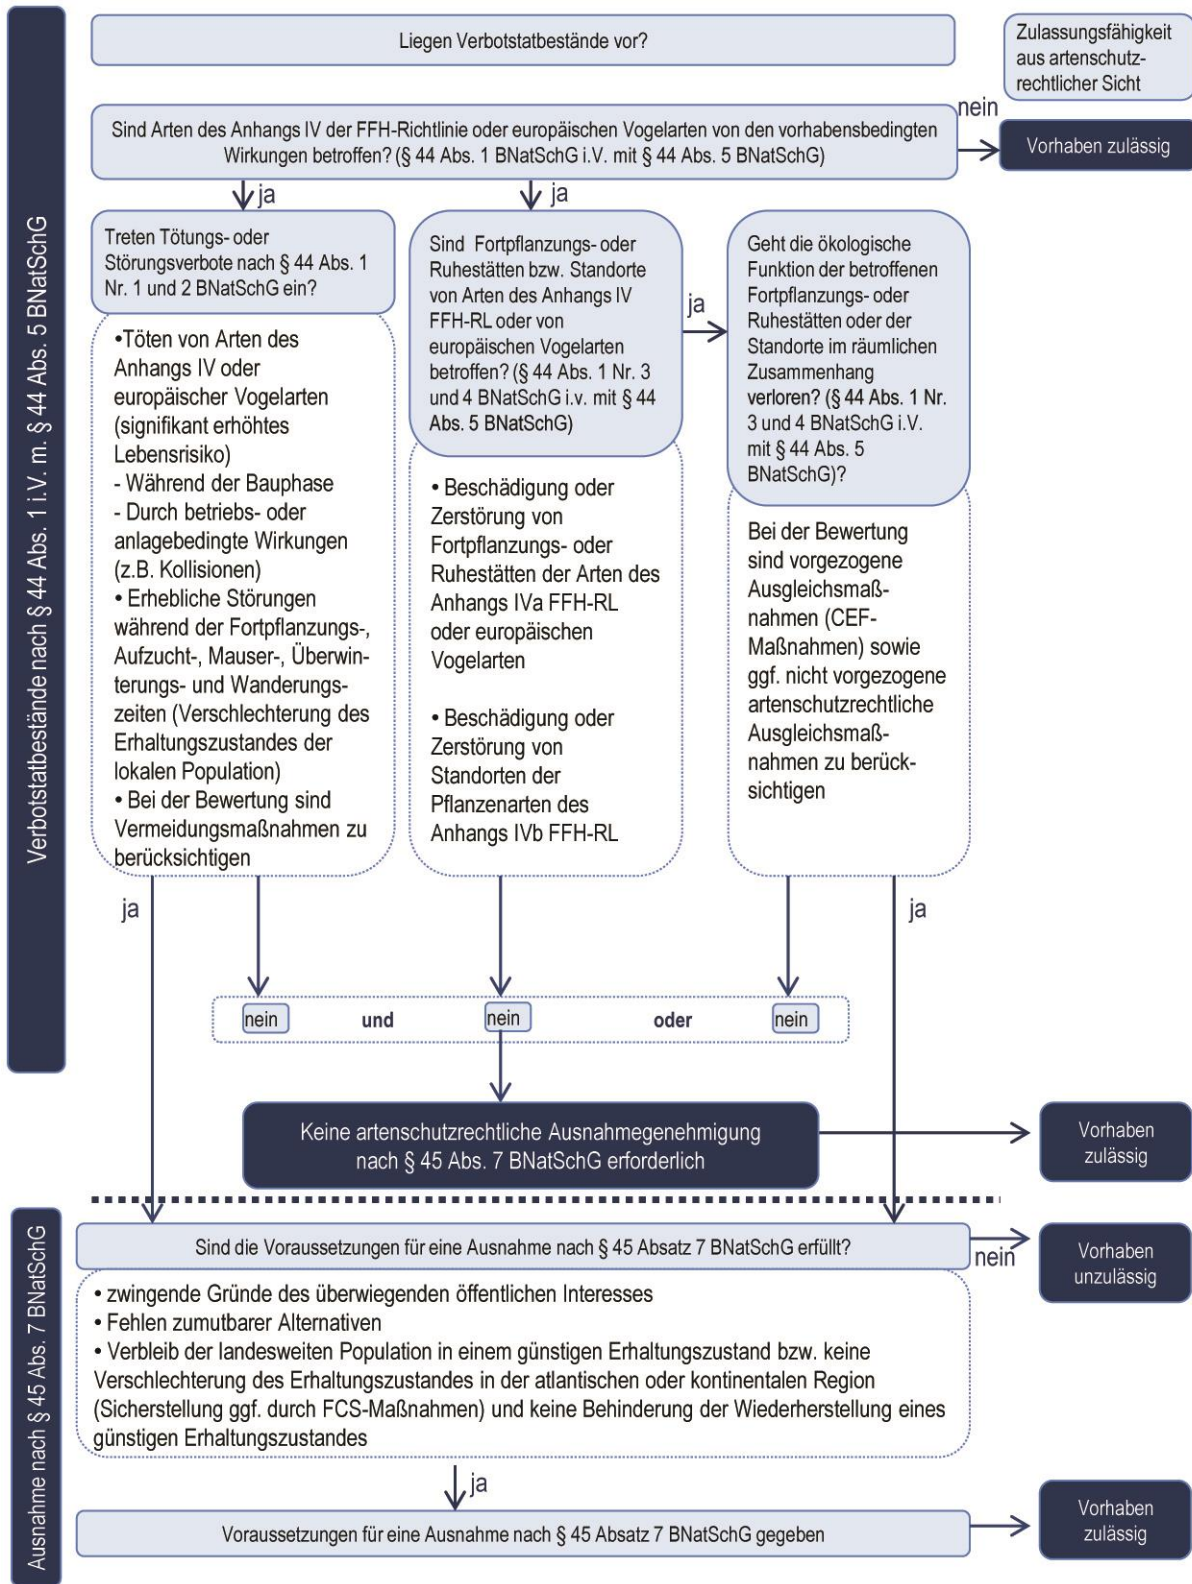 Verbotstatbestände nach § 44 Abs. 1 i.V. m. § 44 Abs. 5 BNatSchG
Liegen Verbotstatbestände vor?
Zulassungsfähigkeit
aus artenschutz-
rechtlicher Sicht
Sind Arten des Anhangs IV der FFH-Richtlinie oder europäischen Vogelarten von den vorhabensbedingten
Wirkungen betroffen? (§ 44 Abs. 1 BNatSchG i.V. mit § 44 Abs. 5 BNatSchG)
nein
Vorhaben zulässig
ja
ja
Treten Tötungs- oder
Störungsverbote nach § 44 Abs. 1
Nr. 1 und 2 BNatSchG ein?
•Töten von Arten des
Anhangs IV oder
europäischer Vogelarten
(signifikant erhöhtes
Lebensrisiko)
- Während der Bauphase
- Durch betriebs- oder
anlagebedingte Wirkungen
(z.B. Kollisionen)
• Erhebliche Störungen
während der Fortpflanzungs-,
Aufzucht-, Mauser-, Überwin-
terungs- und Wanderungs-
zeiten (Verschlechterung des
Erhaltungszustandes der
lokalen Population)
• Bei der Bewertung sind
Vermeidungsmaßnahmen zu
berücksichtigen
Sind Fortpflanzungs- oder
Ruhestätten bzw. Standorte
von Arten des Anhangs IV
FFH-RL oder von
europäischen Vogelarten
betroffen? (§ 44 Abs. 1 Nr. 3
und 4 BNatSchG i.v. mit § 44
Abs. 5 BNatSchG)
• Beschädigung oder
Zerstörung von
Fortpflanzungs- oder
Ruhestätten der Arten des
Anhangs IVa FFH-RL
oder europäischen
Vogelarten
• Beschädigung oder
Zerstörung von
Standorten der
Pflanzenarten des
Anhangs IVb FFH-RL
ja
Geht die ökologische
Funktion der betroffenen
Fortpflanzungs- oder
Ruhestätten oder der
Standorte im räumlichen
Zusammenhang
verloren? (§ 44 Abs. 1 Nr.
3 und 4 BNatSchG i.V.
mit § 44 Abs. 5
BNatSchG)?
Bei der Bewertung
sind vorgezogene
Ausgleichsmaß-
nahmen (CEF-
Maßnahmen) sowie
ggf. nicht vorgezogene
artenschutzrechtliche
Ausgleichsmaß-
nahmen zu berück-
sichtigen
ja
ja
nein und nein oder nein
Keine artenschutzrechtliche Ausnahmegenehmigung
nach § 45 Abs. 7 BNatSchG erforderlich
Vorhaben
zulässig
Ausnahme nach § 45 Abs. 7 BNatSchG
Sind die Voraussetzungen für eine Ausnahme nach § 45 Absatz 7 BNatSchG erfüllt?
nein
Vorhaben
unzulässig
• zwingende Gründe des überwiegenden öffentlichen Interesses
• Fehlen zumutbarer Alternativen
• Verbleib der landesweiten Population in einem günstigen Erhaltungszustand bzw. keine
Verschlechterung des Erhaltungszustandes in der atlantischen oder kontinentalen Region
(Sicherstellung ggf. durch FCS-Maßnahmen) und keine Behinderung der Wiederherstellung eines
günstigen Erhaltungszustandes
ja
Voraussetzungen für eine Ausnahme nach § 45 Absatz 7 BNatSchG gegeben
Vorhaben
zulässig